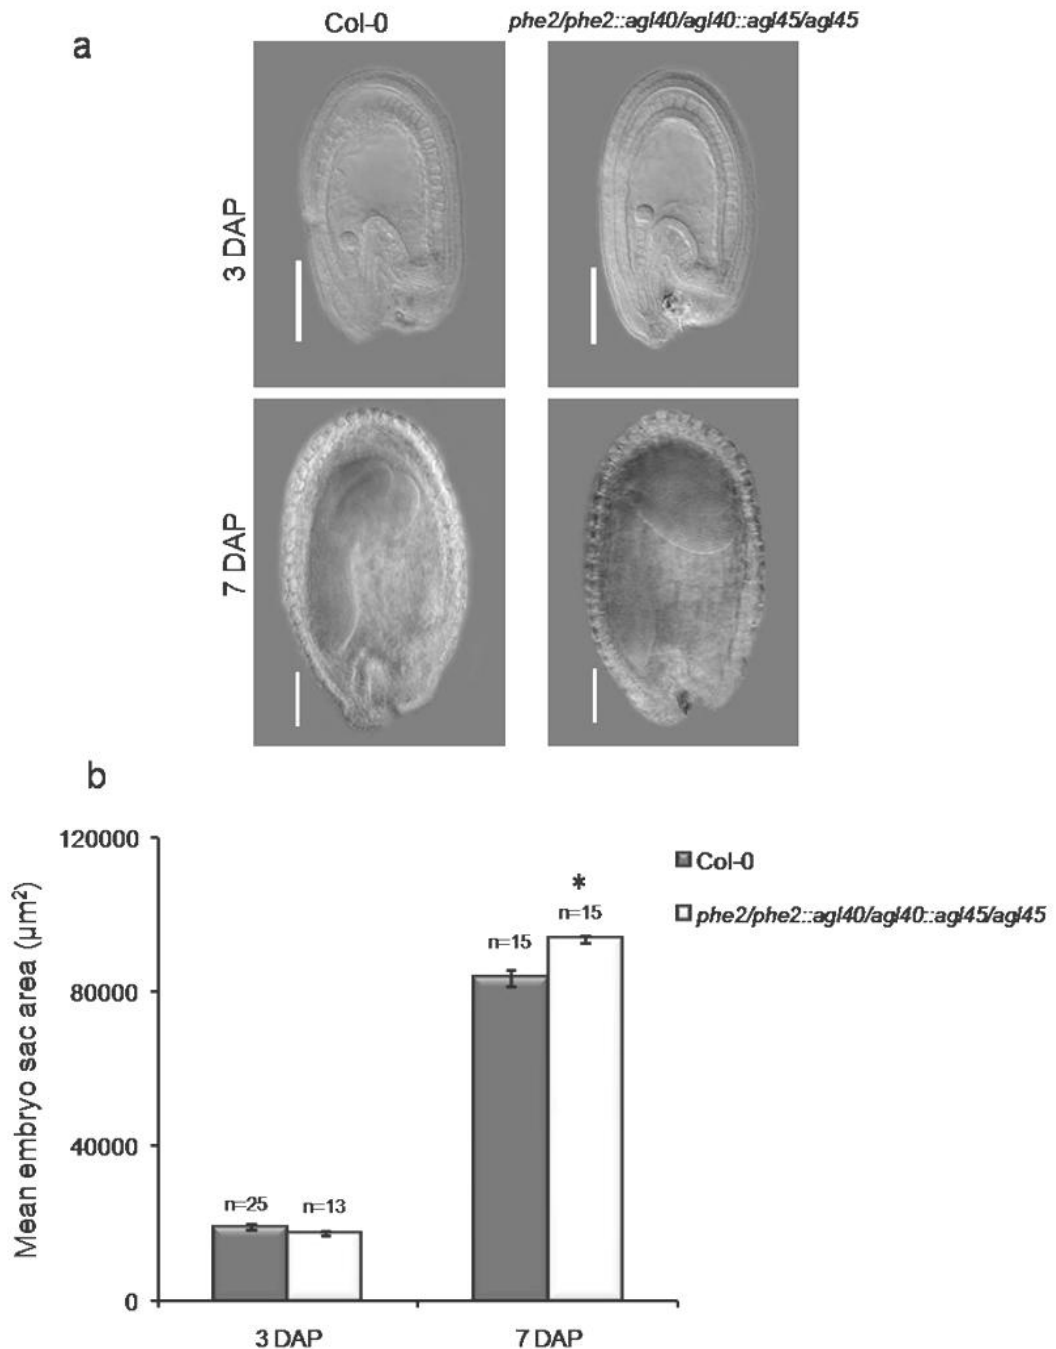 a
Col-0
phe2/phe2::agl40/agl40::agl45/agl45
3 DAP
7 DAP
b
Mean embryo sac area (µm²)
120000
80000
40000
0
n=25
n=13
n=15
n=15
*
3 DAP
7 DAP
Col-0
phe2/phe2::agl40/agl40::agl45/agl45